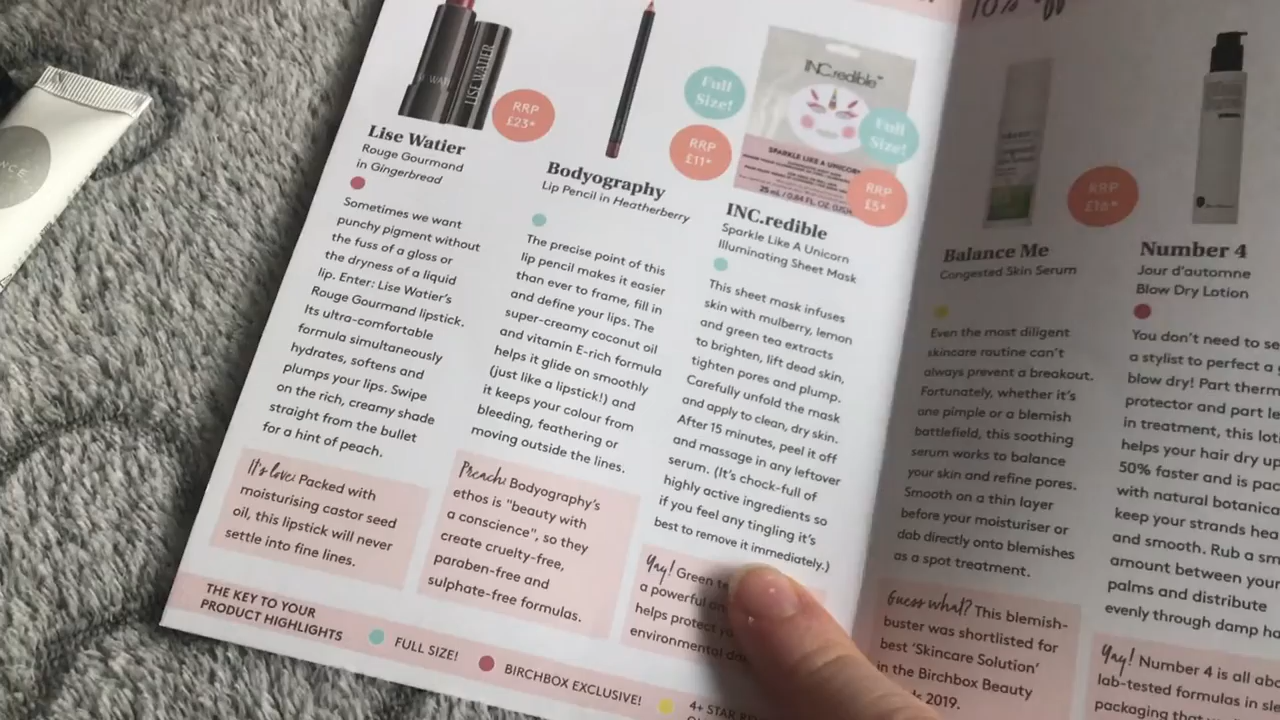 LISE WATIER
RRP
£23*
Lise Watier
Rouge Gourmand
in Gingerbread
Sometimes we want
punchy pigment without
the fuss of a gloss or
the dryness of a liquid
lip. Enter: Lise Watier's
Rouge Gourmand lipstick.
Its ultra-comfortable
formula simultaneously
hydrates, softens and
plumps your lips. Swipe
on the rich, creamy shade
straight from the bullet
for a hint of peach.
It's love! Packed with
moisturising castor seed
oil, this lipstick will never
settle into fine lines.
Full
Size!
RRP
£11*
Bodyography
Lip Pencil in Heatherberry
The precise point of this
lip pencil makes it easier
than ever to frame, fill in
and define your lips. The
super-creamy coconut oil
and vitamin E-rich formula
helps it glide on smoothly
(just like a lipstick!) and
it keeps your colour from
bleeding, feathering or
moving outside the lines.
Preach! Bodyography's
ethos is "beauty with
a conscience", so they
create cruelty-free,
paraben-free and
sulphate-free formulas.
INC.redible
SPARKLE LIKE A UNICORN
25 mL / 0.84 FL. OZ.
Full
Size!
RRP
£5*
INC.redible
Sparkle Like A Unicorn
Illuminating Sheet Mask
This sheet mask infuses
skin with mulberry, lemon
and green tea extracts
to brighten, lift dead skin,
tighten pores and plump.
Carefully unfold the mask
and apply to clean, dry skin.
After 15 minutes, peel it off
and massage in any leftover
serum. (It's chock-full of
highly active ingredients so
if you feel any tingling it's
best to remove it immediately.)
Yay! Green
a powerful
helps protect
environmental
THE KEY TO YOUR
PRODUCT HIGHLIGHTS
FULL SIZE!
BIRCHBOX EXCLUSIVE!
4+ STAR
10% off
RRP
£16*
Balance Me
Congested Skin Serum
Even the most diligent
skincare routine can't
always prevent a breakout.
Fortunately, whether it's
one pimple or a blemish
battlefield, this soothing
serum works to balance
your skin and refine pores.
Smooth on a thin layer
before your moisturiser or
dab directly onto blemishes
as a spot treatment.
Guess what? This blemish-
buster was shortlisted for
best 'Skincare Solution'
in the Birchbox Beauty
2019.
Number 4
Jour d'automne
Blow Dry Lotion
You don't need to
a stylist to perfect a
blow dry! Part
protector and part
in treatment, this
helps your hair dry
50% faster and is
with natural
keep your strands
and smooth. Rub a
amount between your
palms and distribute
evenly through damp
Yay! Number 4 is all
lab-tested formulas in
packaging